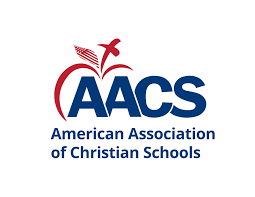 AACS
American Association
of Christian Schools